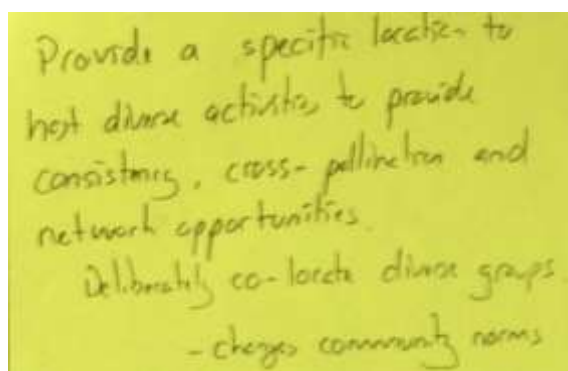 Provide a specific location to
host diverse activities to provide
consistency, cross-pollination and
network opportunities.
Deliberately co-locate diverse groups.
- changes community norms